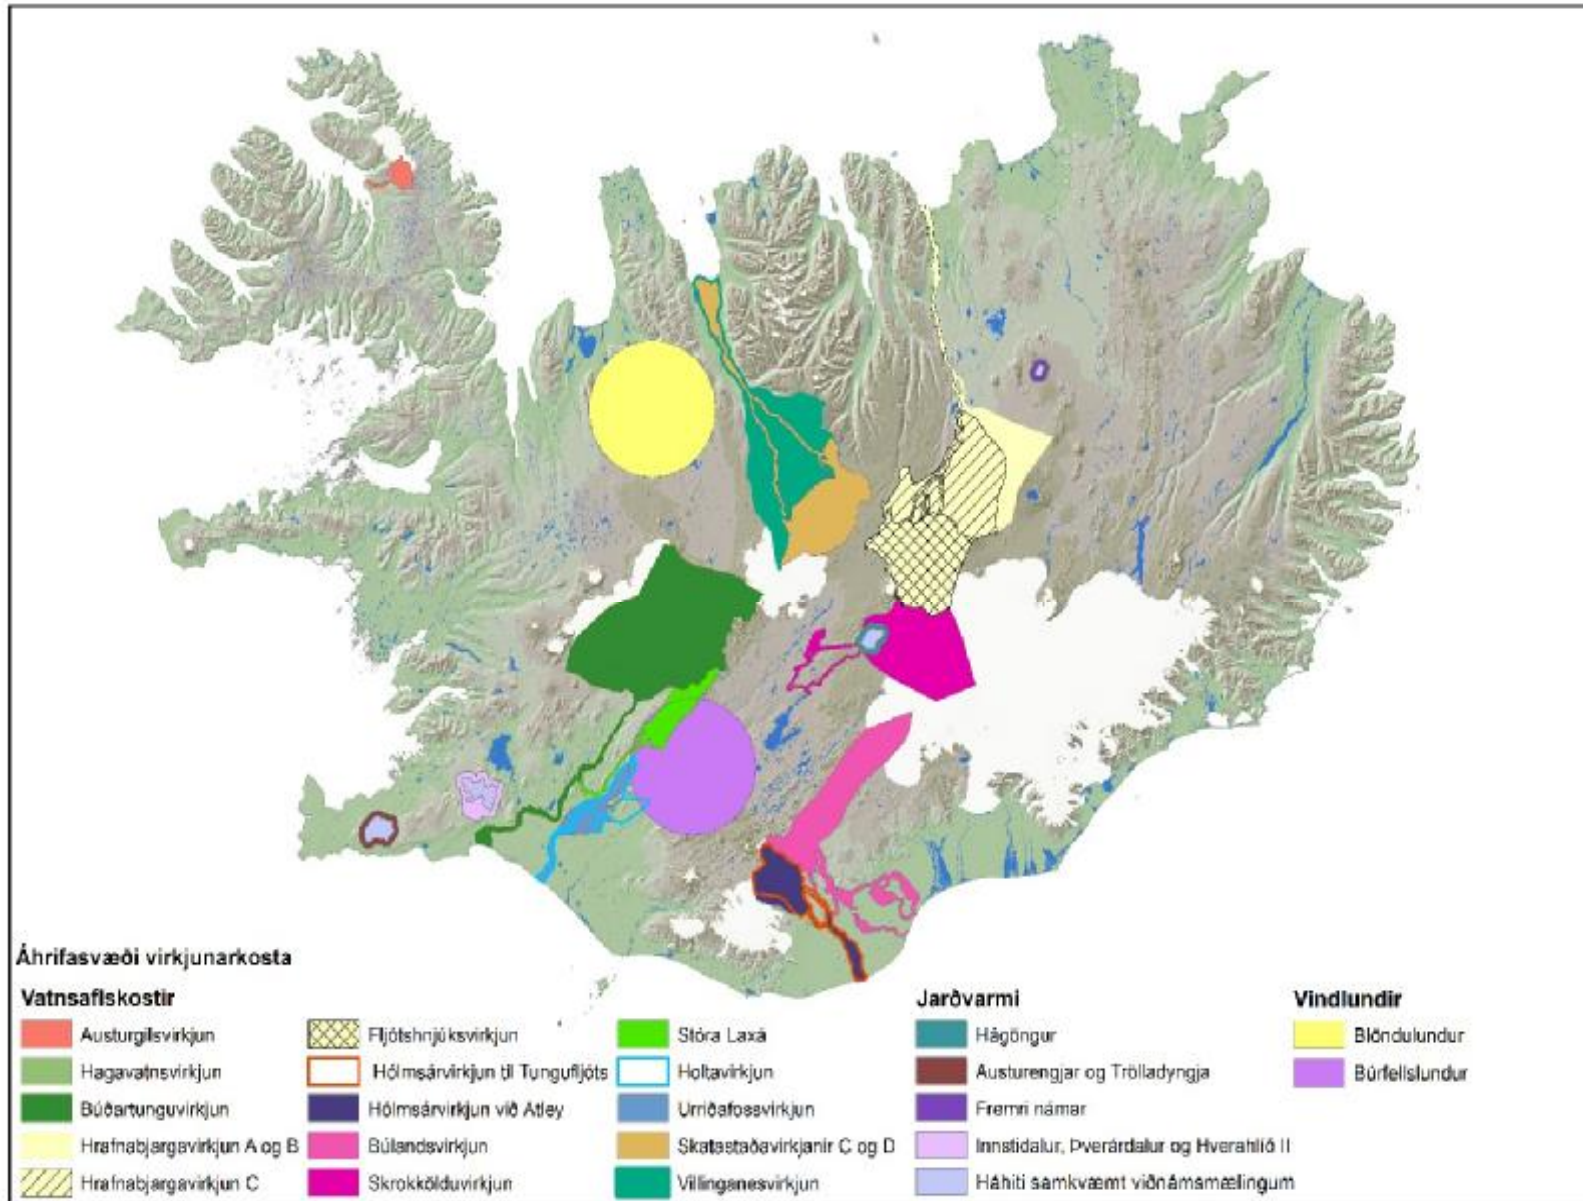 Áhrifasvæði virkjunarkosta
Vatnsaflskostir
Austurgilsvirkjun
Hagavatnsvirkjun
Búðartunguvirkjun
Hrafnabjargavirkjun A og B
Hrafnabjargavirkjun C
Fljótshnjúksvirkjun
Hólmsárvirkjun til Tungufljóts
Hólmsárvirkjun við Atley
Búlandsvirkjun
Skrokkölduvirkjun
Stóra Laxá
Holtavirkjun
Urriðafossvirkjun
Skatastaðavirkjanir C og D
Villinganesvirkjun
Jarðvarmi
Hágöngur
Austurengjar og Trölladyngja
Fremri námar
Innstidalur, Þverárdalur og Hverahlíð II
Háhiti samkvæmt viðnámsmælingum
Vindlundir
Blöndulundur
Búrfellslundur